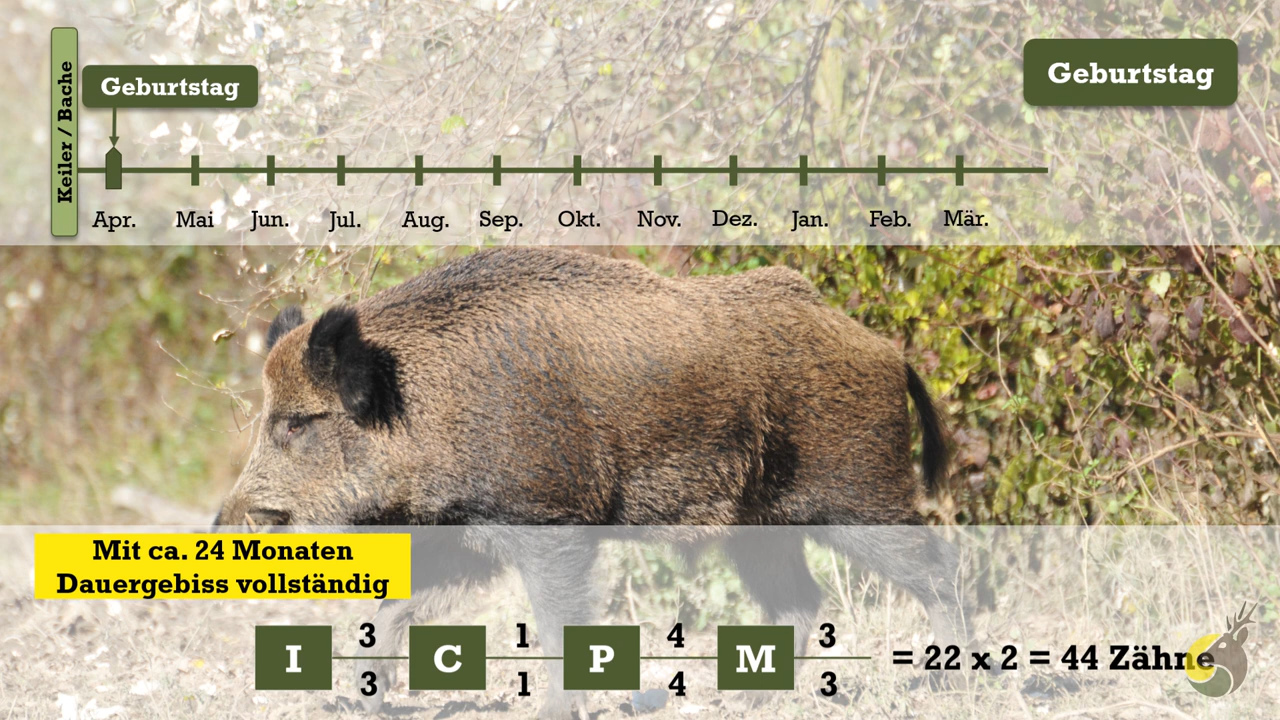 Keiler / Bache
Geburtstag
Geburtstag
Apr. Mai Jun. Jul. Aug. Sep. Okt. Nov. Dez. Jan. Feb. Mär.
Mit ca. 24 Monaten
Dauergebiss vollständig
3 1 4 3
I C P M = 22 x 2 = 44 Zähne
3 1 4 3